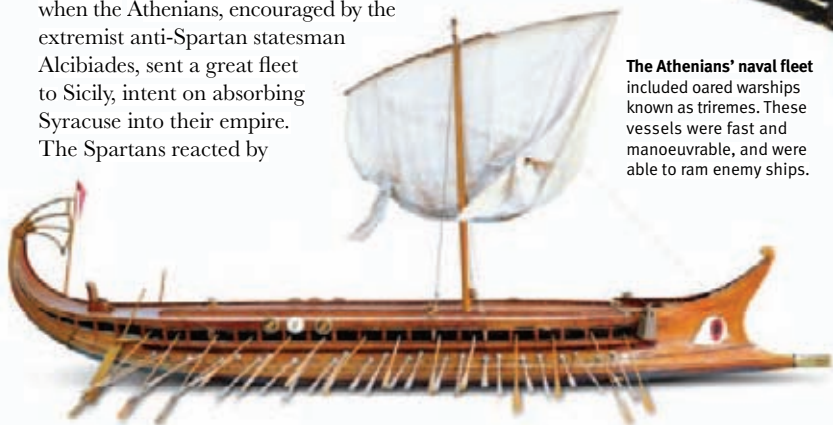 when the Athenians, encouraged by the
extremist anti-Spartan statesman
Alcibiades, sent a great fleet
to Sicily, intent on absorbing
Syracuse into their empire.
The Spartans reacted by
The Athenians’ naval fleet
included oared warships
known as triremes. These
vessels were fast and
manoeuvrable, and were
able to ram enemy ships.